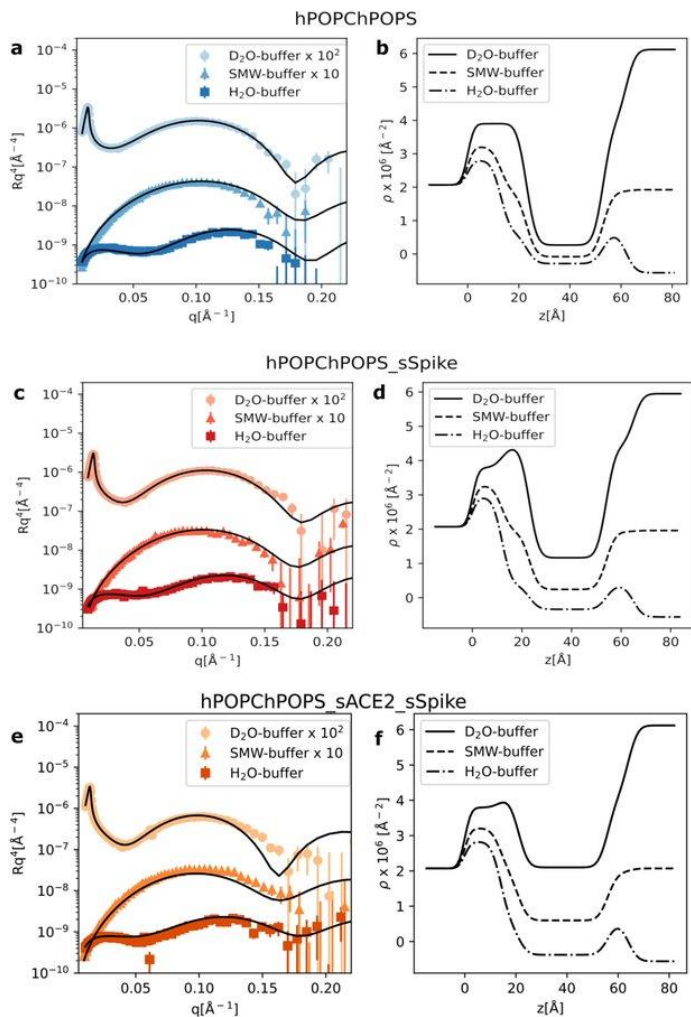 hPOPChPOPS
a
10⁻⁴
10⁻⁵
10⁻⁶
10⁻⁷
10⁻⁸
10⁻⁹
10⁻¹⁰
Rq⁴[Å⁻⁴]
D₂O-buffer x 10²
SMW-buffer x 10
H₂O-buffer
0.05 0.10 0.15 0.20
q[Å⁻¹]
b
6
5
4
3
2
1
0
ρ x 10⁶ [Å⁻²]
D₂O-buffer
SMW-buffer
H₂O-buffer
0 20 40 60 80
z[Å]
hPOPChPOPS_sSpike
c
10⁻⁴
10⁻⁵
10⁻⁶
10⁻⁷
10⁻⁸
10⁻⁹
10⁻¹⁰
Rq⁴[Å⁻⁴]
D₂O-buffer x 10²
SMW-buffer x 10
H₂O-buffer
0.05 0.10 0.15 0.20
q[Å⁻¹]
d
6
5
4
3
2
1
0
ρ x 10⁶ [Å⁻²]
D₂O-buffer
SMW-buffer
H₂O-buffer
0 20 40 60 80
z[Å]
hPOPChPOPS_sACE2_sSpike
e
10⁻⁴
10⁻⁵
10⁻⁶
10⁻⁷
10⁻⁸
10⁻⁹
10⁻¹⁰
Rq⁴[Å⁻⁴]
D₂O-buffer x 10²
SMW-buffer x 10
H₂O-buffer
0.05 0.10 0.15 0.20
q[Å⁻¹]
f
6
5
4
3
2
1
0
ρ x 10⁶ [Å⁻²]
D₂O-buffer
SMW-buffer
H₂O-buffer
0 20 40 60 80
z[Å]